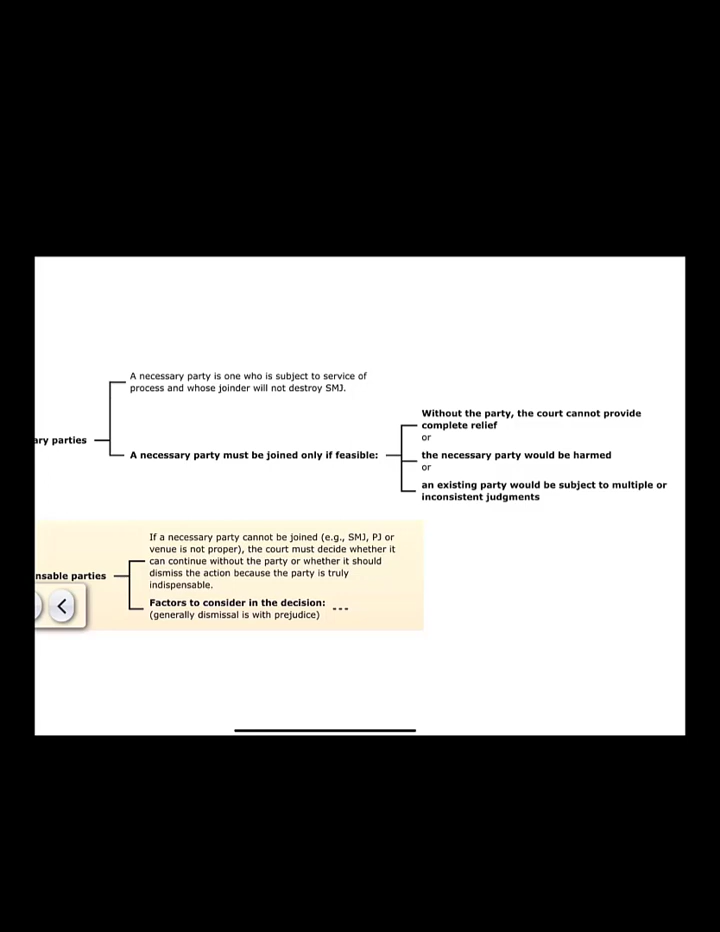 A necessary party is one who is subject to service of
process and whose joinder will not destroy SMJ.
ary parties
A necessary party must be joined only if feasible:
Without the party, the court cannot provide
complete relief
or
the necessary party would be harmed
or
an existing party would be subject to multiple or
inconsistent judgments
If a necessary party cannot be joined (e.g., SMJ, PJ or
venue is not proper), the court must decide whether it
can continue without the party or whether it should
dismiss the action because the party is truly
indispensable.
nsable parties
Factors to consider in the decision: ---
(generally dismissal is with prejudice)